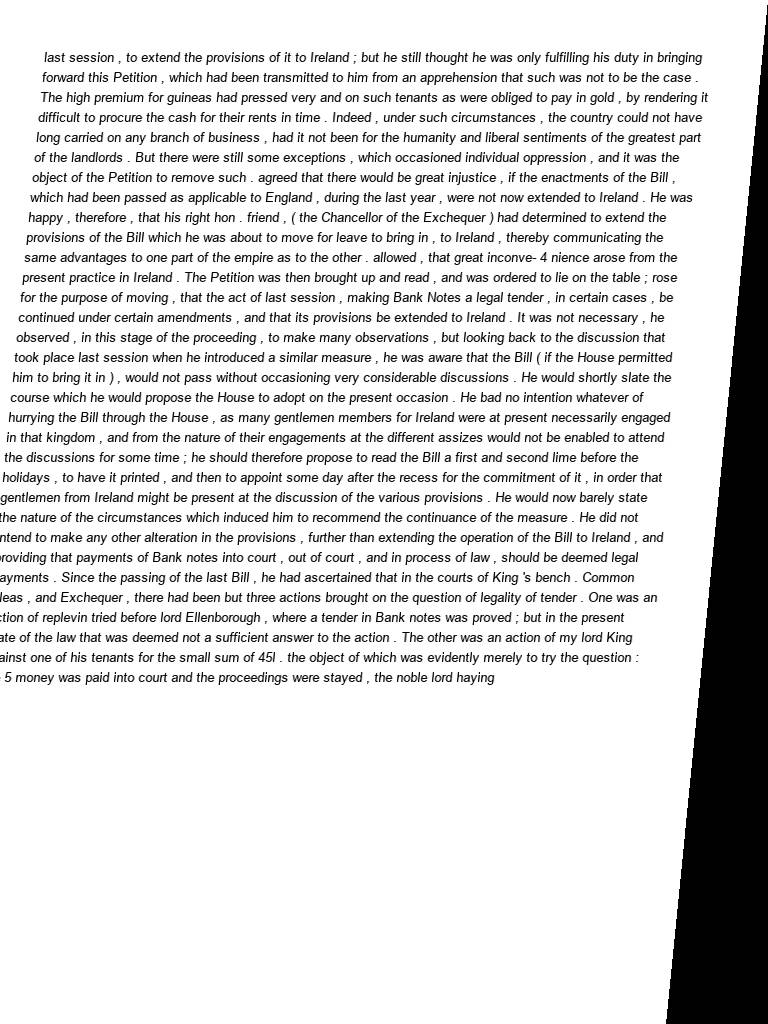 last session , to extend the provisions of it to Ireland ; but he still thought he was only fulfilling his duty in bringing
forward this Petition , which had been transmitted to him from an apprehension that such was not to be the case .
The high premium for guineas had pressed very and on such tenants as were obliged to pay in gold , by rendering it
difficult to procure the cash for their rents in time . Indeed , under such circumstances , the country could not have
long carried on any branch of business , had it not been for the humanity and liberal sentiments of the greatest part
of the landlords . But there were still some exceptions , which occasioned individual oppression , and it was the
object of the Petition to remove such . agreed that there would be great injustice , if the enactments of the Bill ,
which had been passed as applicable to England , during the last year , were not now extended to Ireland . He was
happy , therefore , that his right hon . friend , ( the Chancellor of the Exchequer ) had determined to extend the
provisions of the Bill which he was about to move for leave to bring in , to Ireland , thereby communicating the
same advantages to one part of the empire as to the other . allowed , that great inconve- 4 nience arose from the
present practice in Ireland . The Petition was then brought up and read , and was ordered to lie on the table ; rose
for the purpose of moving , that the act of last session , making Bank Notes a legal tender , in certain cases , be
continued under certain amendments , and that its provisions be extended to Ireland . It was not necessary , he
observed , in this stage of the proceeding , to make many observations , but looking back to the discussion that
took place last session when he introduced a similar measure , he was aware that the Bill ( if the House permitted
him to bring it in ) , would not pass without occasioning very considerable discussions . He would shortly slate the
course which he would propose the House to adopt on the present occasion . He bad no intention whatever of
hurrying the Bill through the House , as many gentlemen members for Ireland were at present necessarily engaged
in that kingdom , and from the nature of their engagements at the different assizes would not be enabled to attend
the discussions for some time ; he should therefore propose to read the Bill a first and second lime before the
holidays , to have it printed , and then to appoint some day after the recess for the commitment of it , in order that
gentlemen from Ireland might be present at the discussion of the various provisions . He would now barely state
the nature of the circumstances which induced him to recommend the continuance of the measure . He did not
ntend to make any other alteration in the provisions , further than extending the operation of the Bill to Ireland , and
roviding that payments of Bank notes into court , out of court , and in process of law , should be deemed legal
ayments . Since the passing of the last Bill , he had ascertained that in the courts of King 's bench . Common
leas , and Exchequer , there had been but three actions brought on the question of legality of tender . One was an
ction of replevin tried before lord Ellenborough , where a tender in Bank notes was proved ; but in the present
ate of the law that was deemed not a sufficient answer to the action . The other was an action of my lord King
ainst one of his tenants for the small sum of 45l . the object of which was evidently merely to try the question :
5 money was paid into court and the proceedings were stayed , the noble lord haying